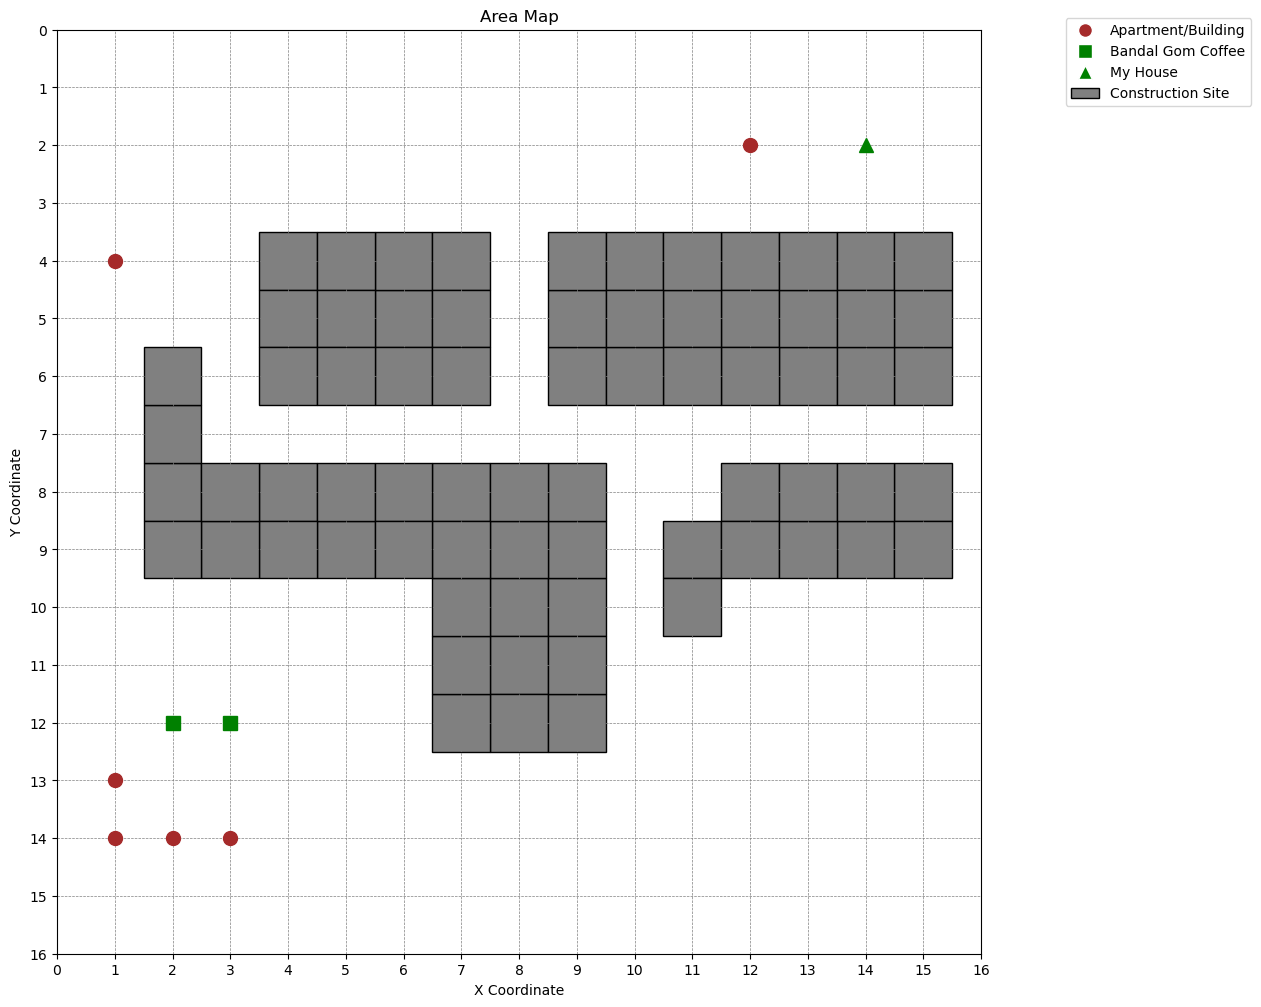 Area Map
Apartment/Building
Bandal Gom Coffee
My House
Construction Site
Y Coordinate
0
1
2
3
4
5
6
7
8
9
10
11
12
13
14
15
16
0 1 2 3 4 5 6 7 8 9 10 11 12 13 14 15 16
X Coordinate